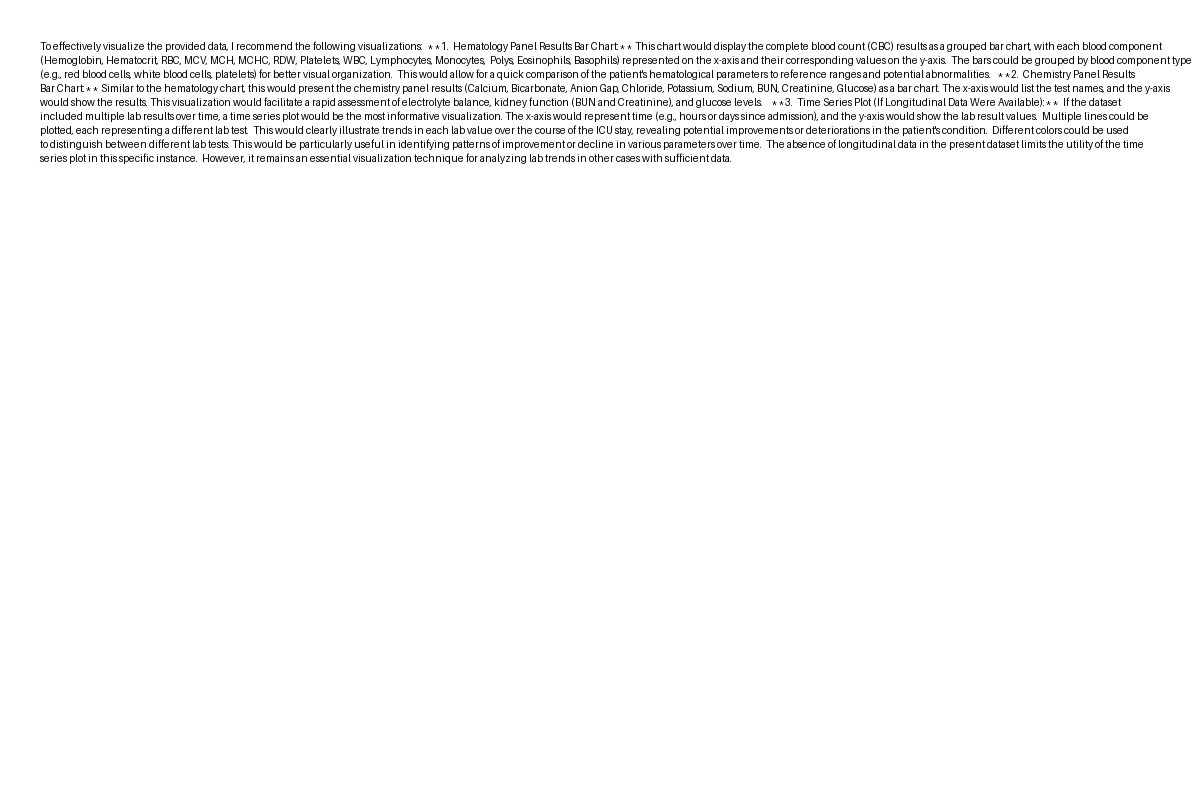 To effectively visualize the provided data, I recommend the following visualizations: **1. Hematology Panel Results Bar Chart:** This chart would display the complete blood count (CBC) results as a grouped bar chart, with each blood component
(Hemoglobin, Hematocrit, RBC, MCV, MCH, MCHC, RDW, Platelets, WBC, Lymphocytes, Monocytes, Polys, Eosinophils, Basophils) represented on the x-axis and their corresponding values on the y-axis. The bars could be grouped by blood component type
(e.g., red blood cells, white blood cells, platelets) for better visual organization. This would allow for a quick comparison of the patient's hematological parameters to reference ranges and potential abnormalities. **2. Chemistry Panel Results
Bar Chart:** Similar to the hematology chart, this would present the chemistry panel results (Calcium, Bicarbonate, Anion Gap, Chloride, Potassium, Sodium, BUN, Creatinine, Glucose) as a bar chart. The x-axis would list the test names, and the y-axis
would show the results. This visualization would facilitate a rapid assessment of electrolyte balance, kidney function (BUN and Creatinine), and glucose levels. **3. Time Series Plot (If Longitudinal Data Were Available):** If the dataset
included multiple lab results over time, a time series plot would be the most informative visualization. The x-axis would represent time (e.g., hours or days since admission), and the y-axis would show the lab result values. Multiple lines could be
plotted, each representing a different lab test. This would clearly illustrate trends in each lab value over the course of the ICU stay, revealing potential improvements or deteriorations in the patient's condition. Different colors could be used
to distinguish between different lab tests. This would be particularly useful in identifying patterns of improvement or decline in various parameters over time. The absence of longitudinal data in the present dataset limits the utility of the time
series plot in this specific instance. However, it remains an essential visualization technique for analyzing lab trends in other cases with sufficient data.